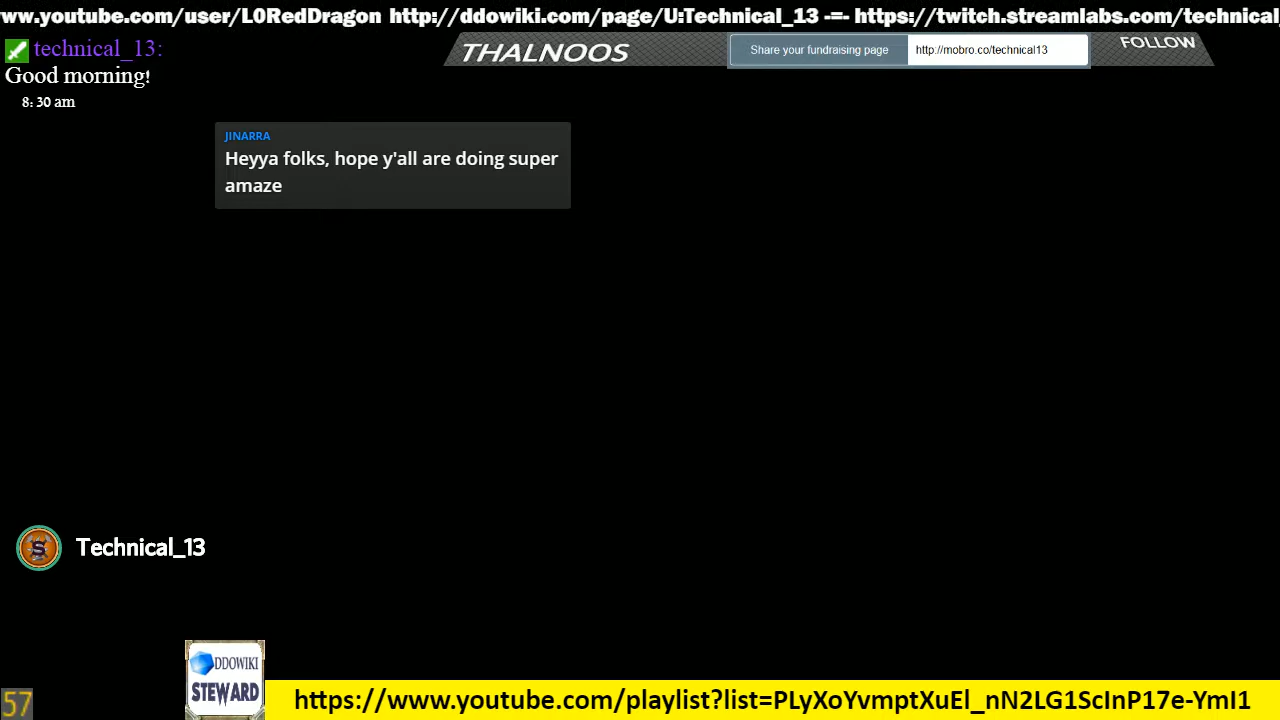 ww.youtube.com/user/L0RedDragon http://ddowiki.com/page/U:Technical_13 -=- https://twitch.streamlabs.com/technical_
technical_13:
Good morning!
8:30 am
THALNOOS
Share your fundraising page
http://mobro.co/technical13
FOLLOW
JINARRA
Heyya folks, hope y'all are doing super
amaze
Technical_13
DDOWIKI
STEWARD
57
https://www.youtube.com/playlist?list=PLyXoYvmptXuEl_nN2LG1ScInP17e-YmI1